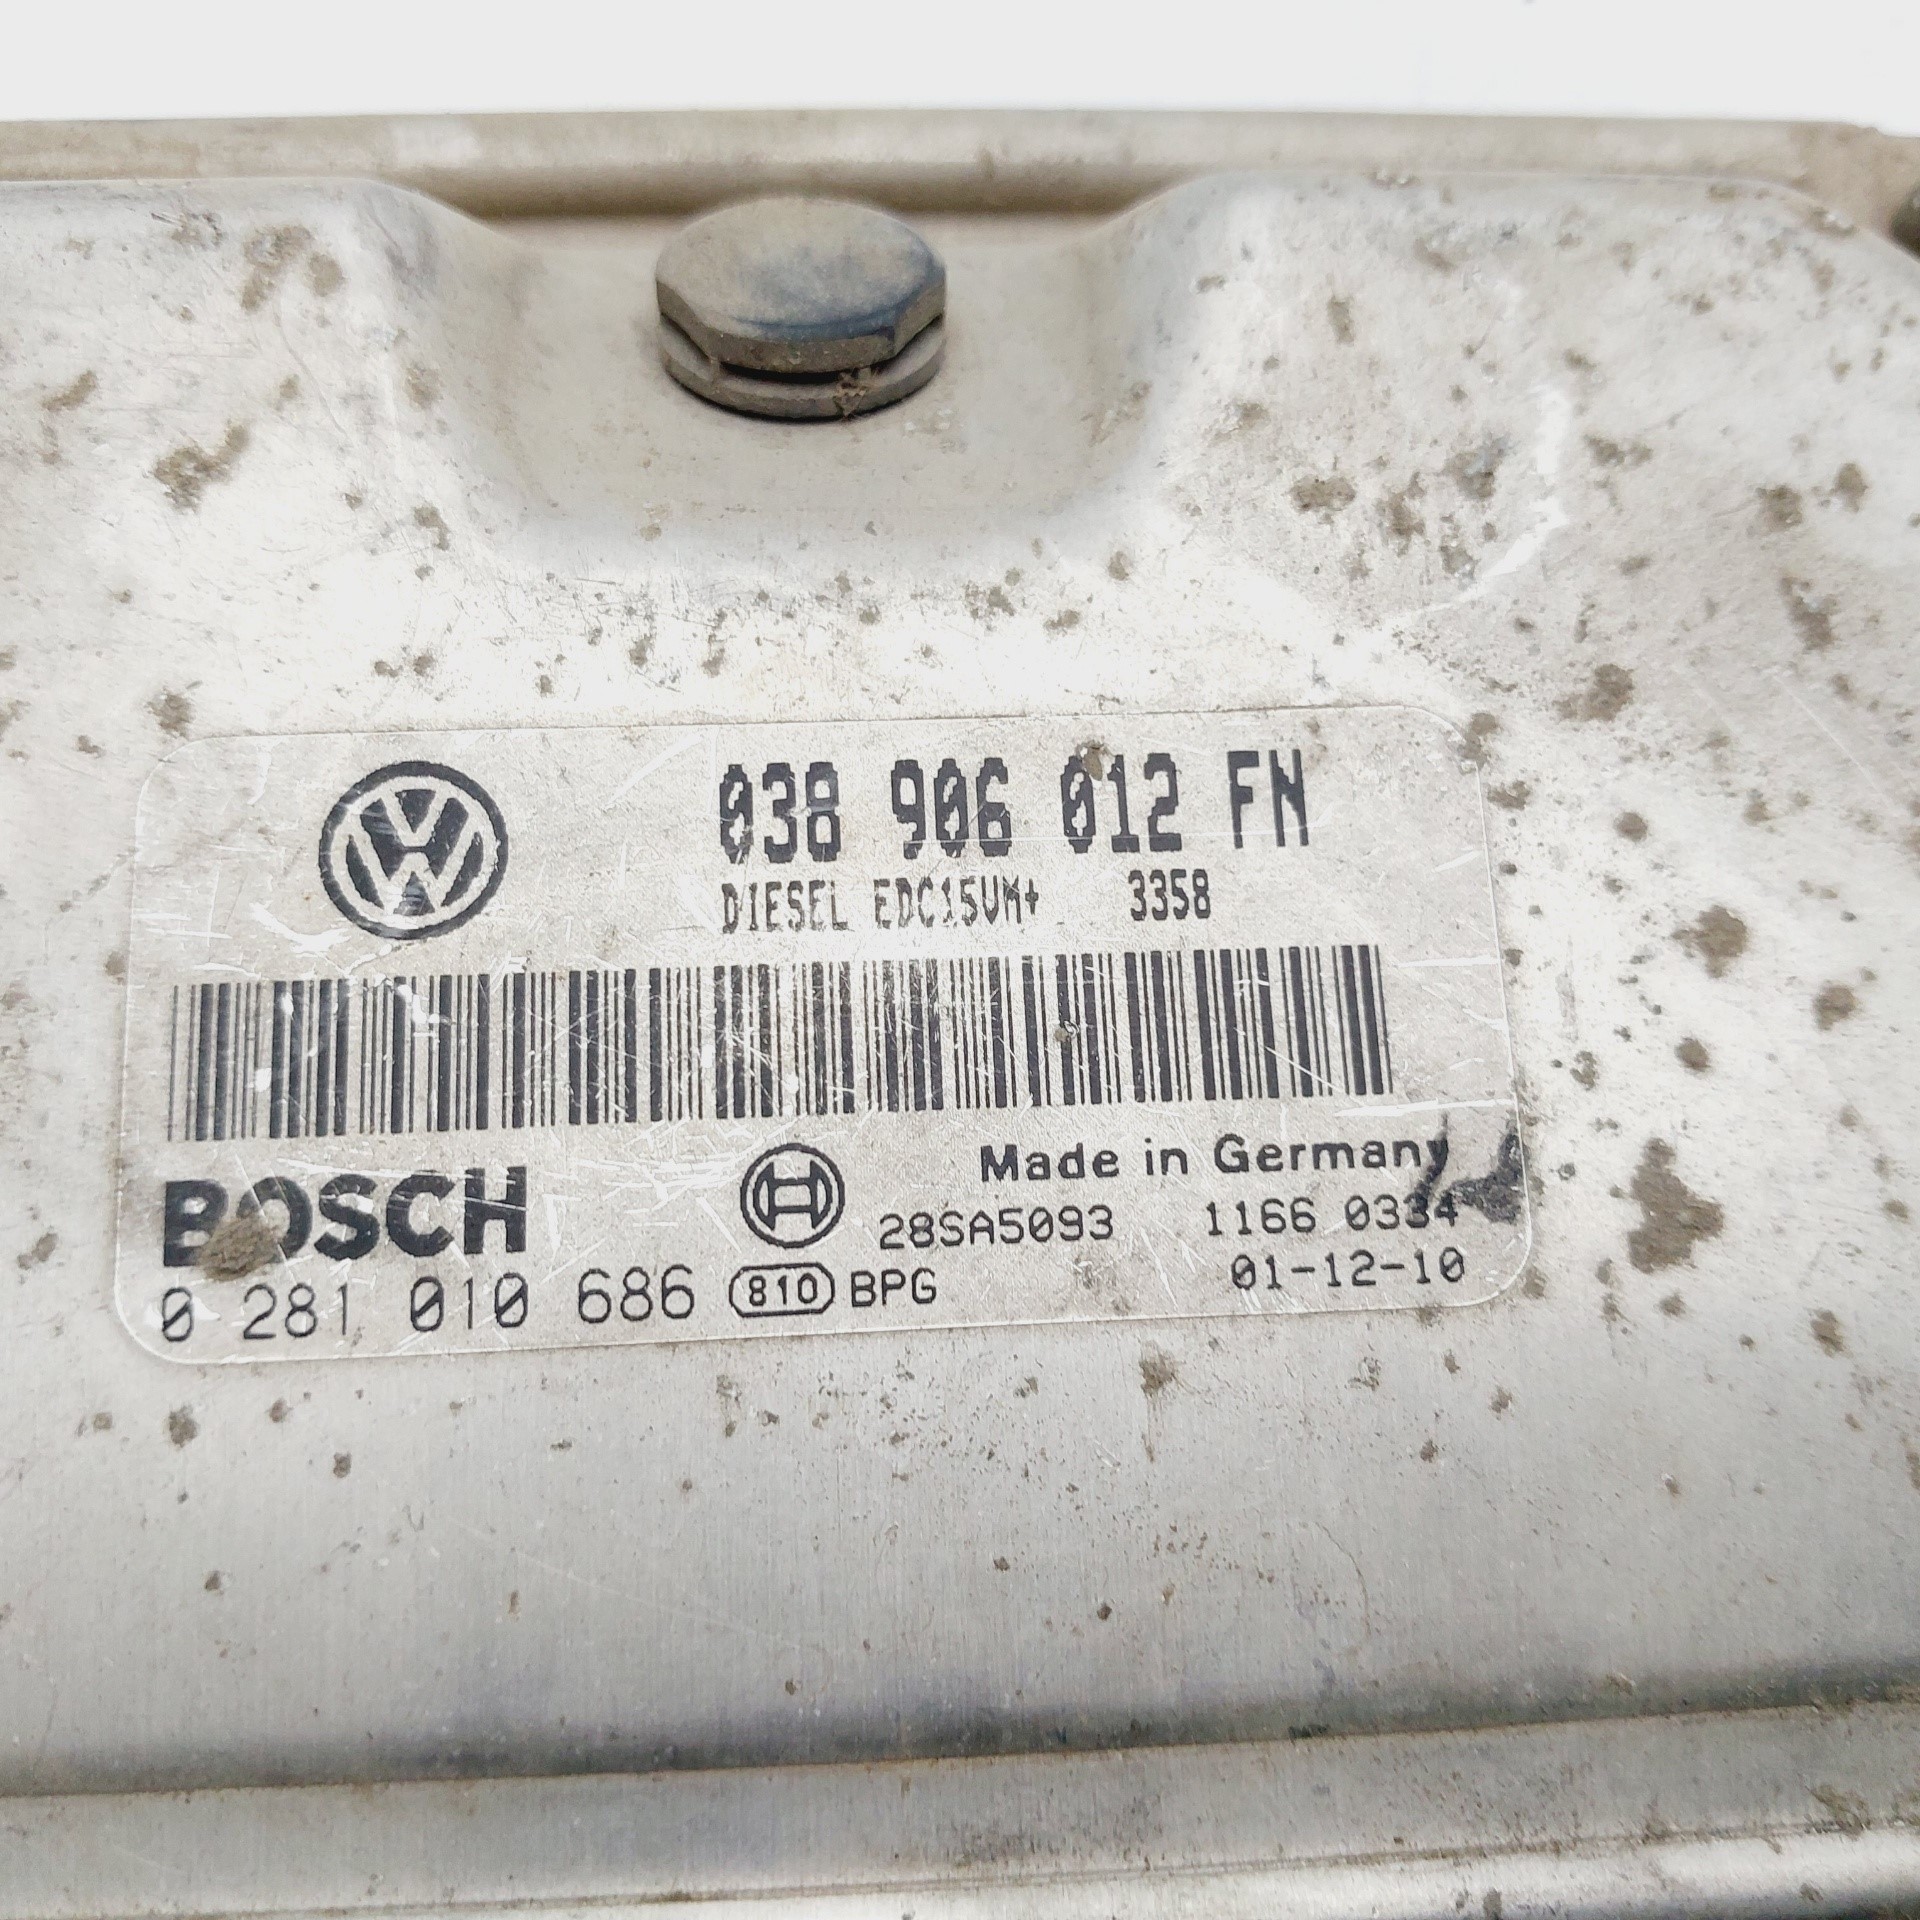 038 906 012 FN
DIESEL EDC15VM+ 3358
BOSCH
Made in Germany
28SA5093 1166 0334
0 281 010 686 810 BPG 01-12-10